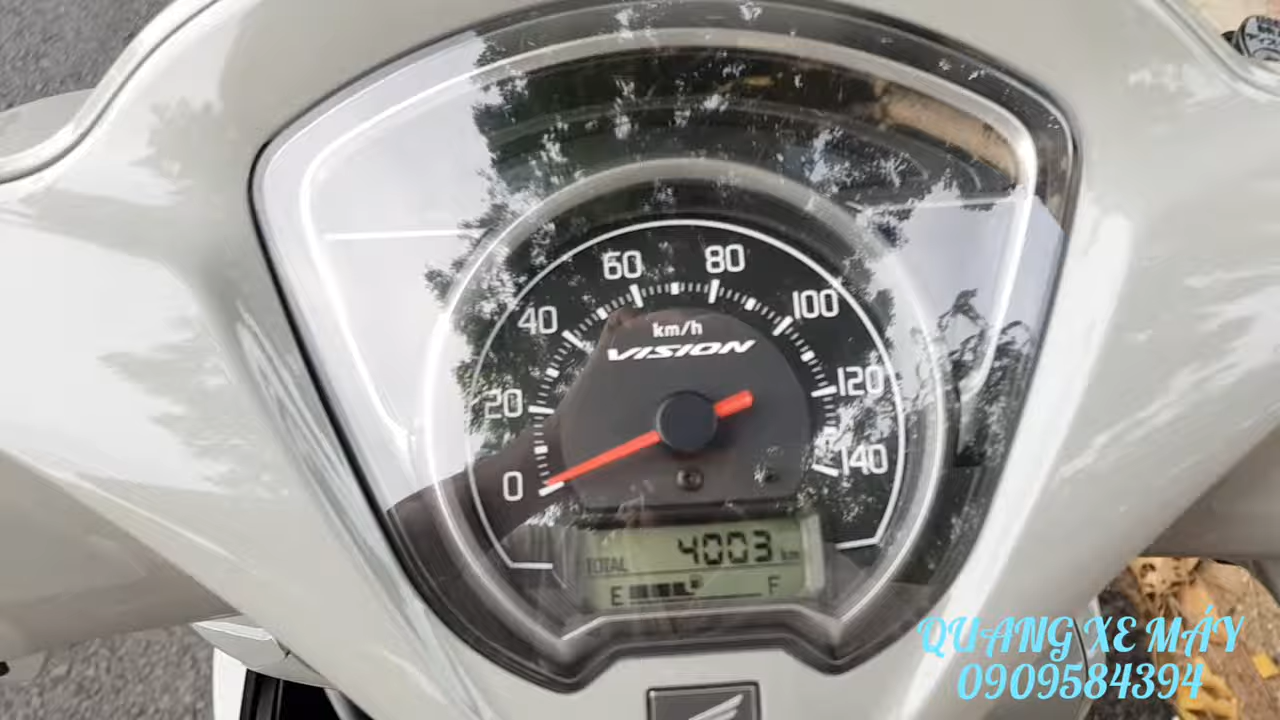 60 80
40 100
km/h
VISION
20 120
0 140
TOTAL 4003 km
E F
QUANG XE MÁY
0909584394